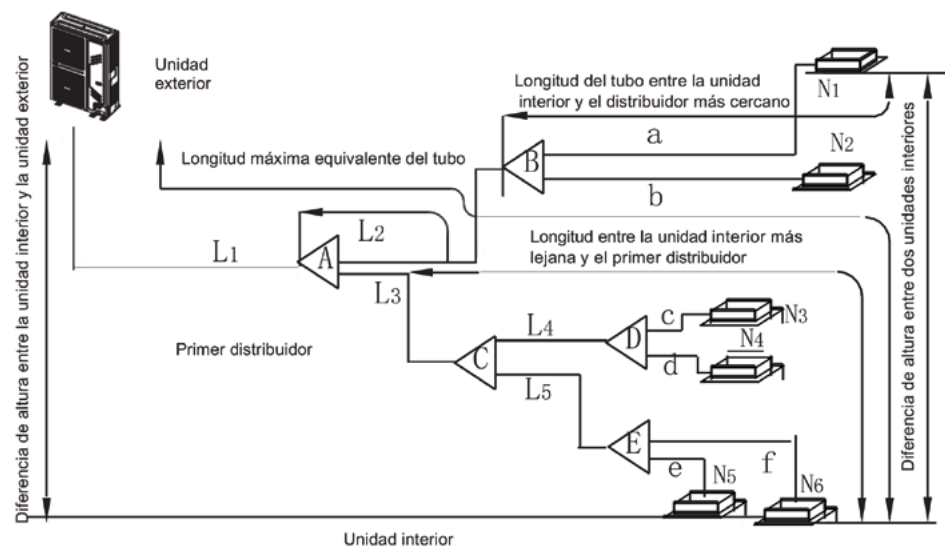 Unidad
exterior
Longitud del tubo entre la unidad
interior y el distribuidor más cercano
N1
a
N2
B
b
Longitud máxima equivalente del tubo
Diferencia de altura entre la unidad interior y la unidad exterior
Diferencia de altura entre dos unidades interiores
L2
L1
A
Longitud entre la unidad interior más
lejana y el primer distribuidor
L3
Primer distribuidor
L4
c
N3
D
N4
C
d
L5
E
e
f
N5
N6
Unidad interior